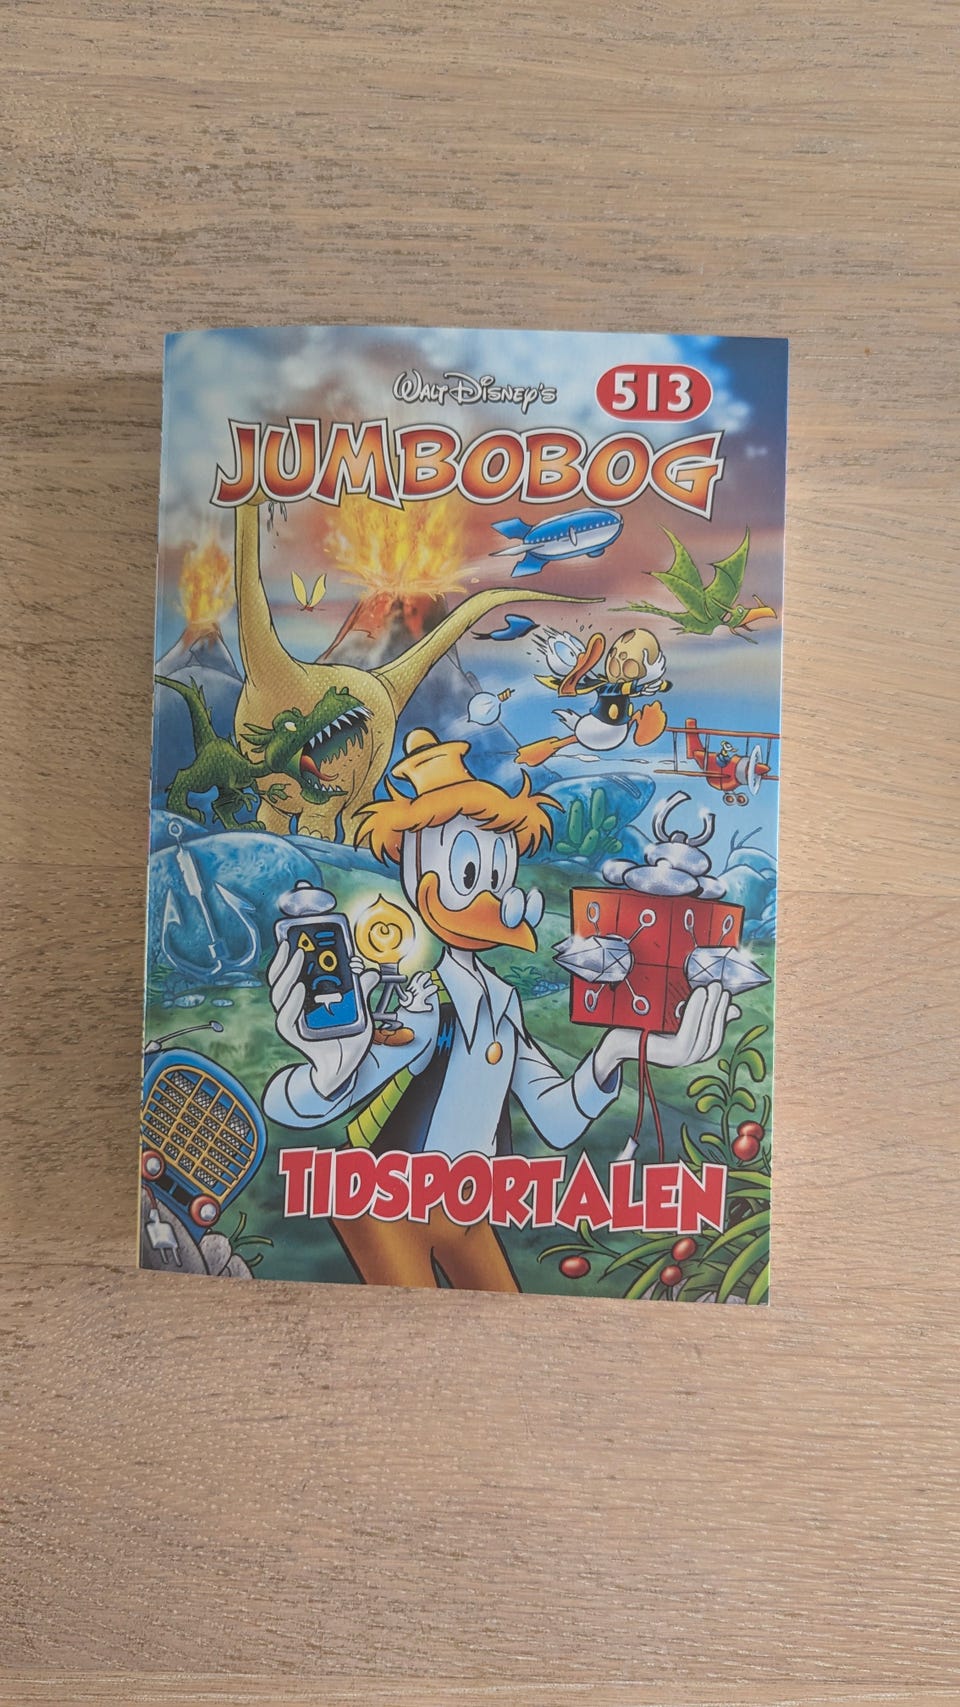 WALT DISNEY'S
513
JUMBOBOG
TIDSPORTALEN